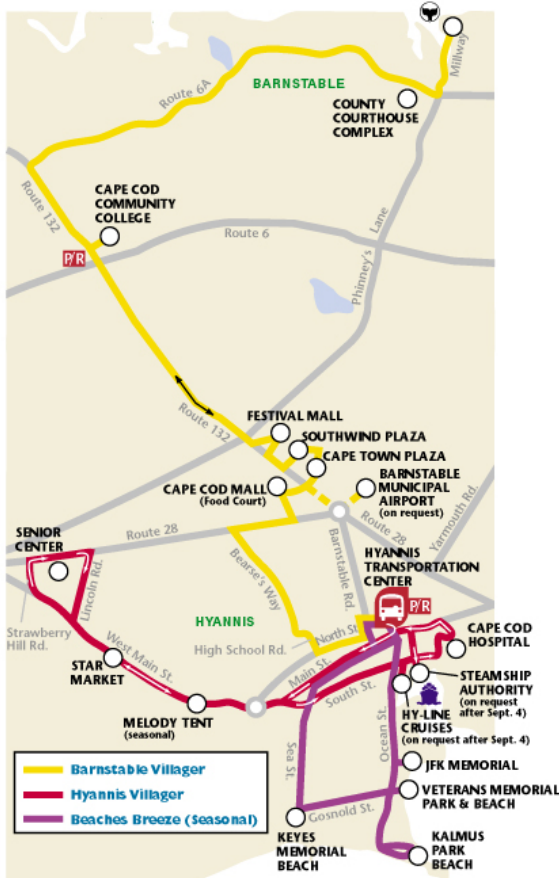 Millway
Route 6A
BARNSTABLE
COUNTY
COURTHOUSE
COMPLEX
Route 132
CAPE COD
COMMUNITY
COLLEGE
P/R
Route 6
Phinney's Lane
Route 132
FESTIVAL MALL
SOUTHWIND PLAZA
CAPE TOWN PLAZA
CAPE COD MALL
(Food Court)
BARNSTABLE
MUNICIPAL
AIRPORT
(on request)
Route 28
Route 28
Yarmouth Rd.
SENIOR
CENTER
Lincoln Rd.
Bearse's Way
Barnstable Rd.
HYANNIS
TRANSPORTATION
CENTER
P/R
Strawberry
Hill Rd.
HYANNIS
High School Rd.
North St.
Main St.
South St.
West Main St.
STAR
MARKET
MELODY TENT
(seasonal)
CAPE COD
HOSPITAL
STEAMSHIP
AUTHORITY
(on request
after Sept. 4)
HY-LINE
CRUISES
(on request after Sept. 4)
Sea St.
Ocean St.
JFK MEMORIAL
VETERANS MEMORIAL
PARK & BEACH
Gosnold St.
KEYES
MEMORIAL
BEACH
KALMUS
PARK
BEACH
Barnstable Villager
Hyannis Villager
Beaches Breeze (Seasonal)